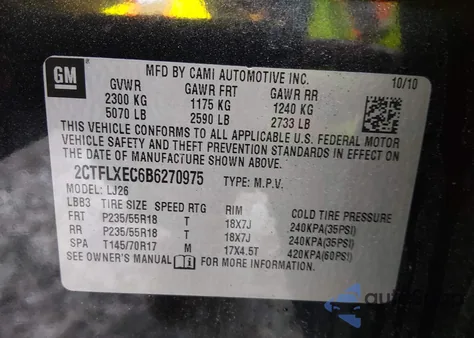 GM
MFD BY CAMI AUTOMOTIVE INC.
10/10
GVWR GAWR FRT GAWR RR
2300 KG 1175 KG 1240 KG
5070 LB 2590 LB 2733 LB
THIS VEHICLE CONFORMS TO ALL APPLICABLE U.S. FEDERAL MOTOR
VEHICLE SAFETY, BUMPER, AND THEFT PREVENTION STANDARDS IN
EFFECT ON THE DATE OF MANUFACTURE SHOWN ABOVE.
2CTFLXEC6B6270975 TYPE: M.P.V.
MODEL: LJ26
LBB3 TIRE SIZE SPEED RTG RIM COLD TIRE PRESSURE
FRT P235/55R18 T 18X7J 240KPA(35PSI)
RR P235/55R18 T 18X7J 240KPA(35PSI)
SPA T145/70R17 M 17X4.5T 420KPA(60PSI)
SEE OWNER'S MANUAL FOR MORE INFORMATION.